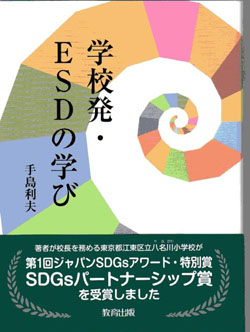 学校発・
ESDの学び
手島利夫
著者が校長を務める東京都江東区立八名川小学校が
第1回ジャパンSDGsアワード・特別賞
SDGsパートナーシップ賞
を受賞しました
教育出版